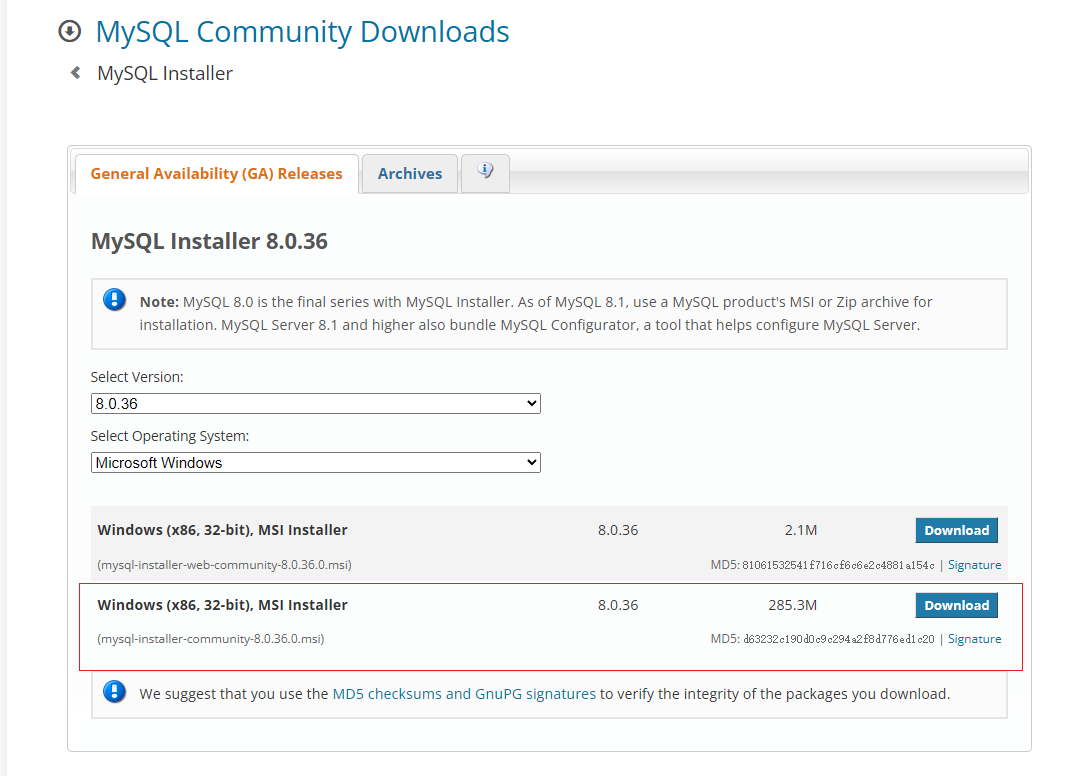 MySQL Community Downloads
MySQL Installer
General Availability (GA) Releases Archives
MySQL Installer 8.0.36
Note: MySQL 8.0 is the final series with MySQL Installer. As of MySQL 8.1, use a MySQL product's MSI or Zip archive for
installation. MySQL Server 8.1 and higher also bundle MySQL Configurator, a tool that helps configure MySQL Server.
Select Version:
8.0.36
Select Operating System:
Microsoft Windows
Windows (x86, 32-bit), MSI Installer 8.0.36 2.1M Download
(mysql-installer-web-community-8.0.36.0.msi) MD5: 81061532541f716cf6c6e2c4881a154c | Signature
Windows (x86, 32-bit), MSI Installer 8.0.36 285.3M Download
(mysql-installer-community-8.0.36.0.msi) MD5: d63232c190d0c9c294a2f8d776ed1c20 | Signature
We suggest that you use the MD5 checksums and GnuPG signatures to verify the integrity of the packages you download.